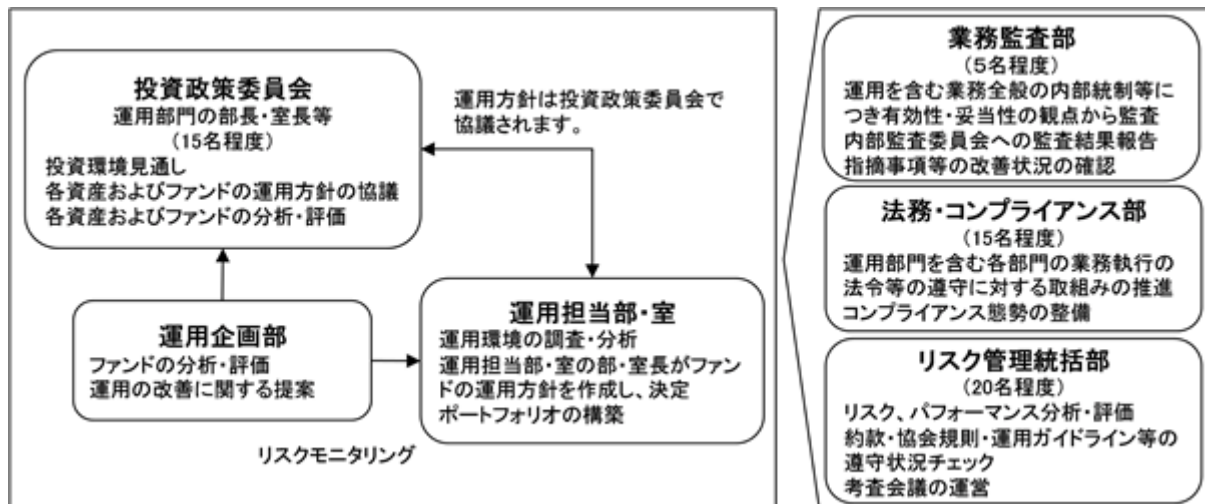 投資政策委員会
運用部門の部長・室長等
(15名程度)
投資環境見通し
各資産およびファンドの運用方針の協議
各資産およびファンドの分析・評価
運用方針は投資政策委員会で
協議されます。
運用企画部
ファンドの分析・評価
運用の改善に関する提案
運用担当部・室
運用環境の調査・分析
運用担当部・室の部・室長がファン
ドの運用方針を作成し、決定
ポートフォリオの構築
リスクモニタリング
業務監査部
(5名程度)
運用を含む業務全般の内部統制等に
つき有効性・妥当性の観点から監査
内部監査委員会への監査結果報告
指摘事項等の改善状況の確認
法務・コンプライアンス部
(15名程度)
運用部門を含む各部門の業務執行の
法令等の遵守に対する取組みの推進
コンプライアンス態勢の整備
リスク管理統括部
(20名程度)
リスク、パフォーマンス分析・評価
約款・協会規則・運用ガイドライン等の
遵守状況チェック
考査会議の運営